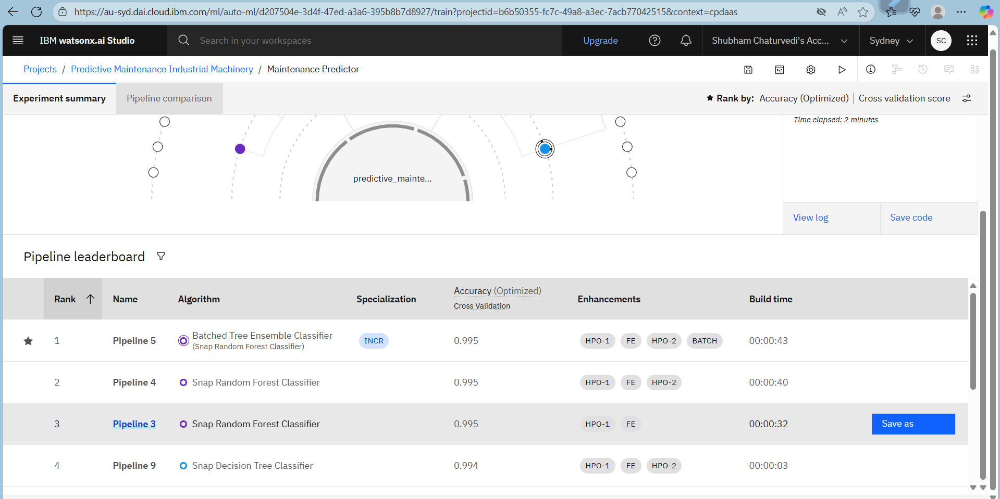 https://au-syd.dai.cloud.ibm.com/ml/auto-ml/d207504e-3d4f-47ed-a3a6-395b8b7d8927/train?projectid=b6b50355-fc7c-49a8-a3ec-7acb77042515&context=cpdaas
IBM watsonx.ai Studio
Search in your workspaces
Upgrade
Shubham Chaturvedi's Acc...
Sydney
SC
Projects / Predictive Maintenance Industrial Machinery / Maintenance Predictor
Experiment summary
Pipeline comparison
Rank by: Accuracy (Optimized) | Cross validation score
Time elapsed: 2 minutes
predictive_mainte...
View log
Save code
Pipeline leaderboard
Rank Name Algorithm Specialization Accuracy (Optimized) Enhancements Build time
Cross Validation
1 Pipeline 5 Batched Tree Ensemble Classifier INCR 0.995 HPO-1 FE HPO-2 BATCH 00:00:43
(Snap Random Forest Classifier)
2 Pipeline 4 Snap Random Forest Classifier 0.995 HPO-1 FE HPO-2 00:00:40
3 Pipeline 3 Snap Random Forest Classifier 0.995 HPO-1 FE 00:00:32 Save as
4 Pipeline 9 Snap Decision Tree Classifier 0.994 HPO-1 FE HPO-2 00:00:03